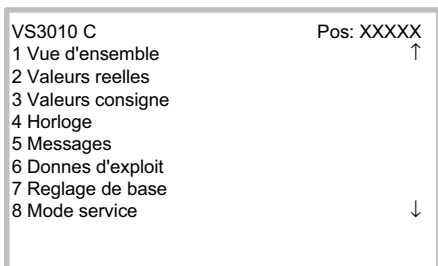 VS3010 C Pos: XXXXX
1 Vue d'ensemble ↑
2 Valeurs reelles
3 Valeurs consigne
4 Horloge
5 Messages
6 Donnes d'exploit
7 Reglage de base
8 Mode service ↓